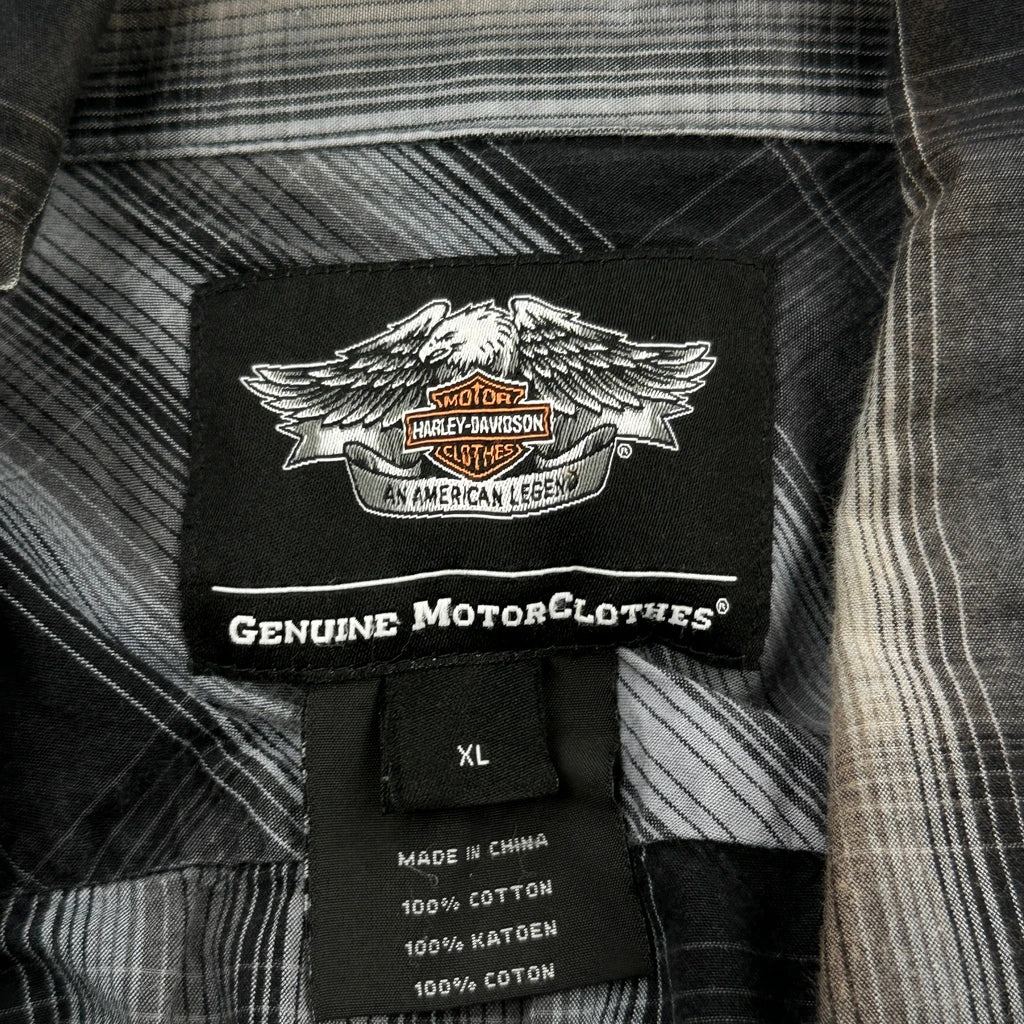 MOTOR
HARLEY-DAVIDSON
CLOTHES
®
AN AMERICAN LEGEND
GENUINE MOTORCLOTHES®
XL
MADE IN CHINA
100% COTTON
100% KATOEN
100% COTON